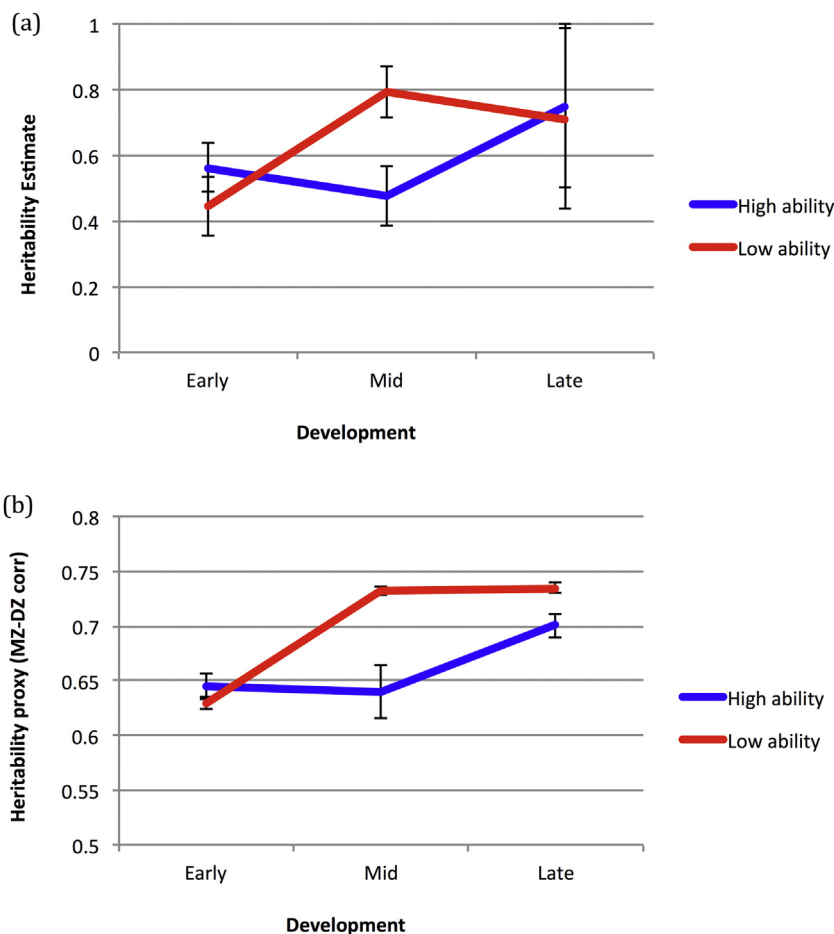 (a)
Heritability Estimate
1
0.8
0.6
0.4
0.2
0
Early Mid Late
Development
High ability
Low ability
(b)
Heritability proxy (MZ-DZ corr)
0.8
0.75
0.7
0.65
0.6
0.55
0.5
Early Mid Late
Development
High ability
Low ability